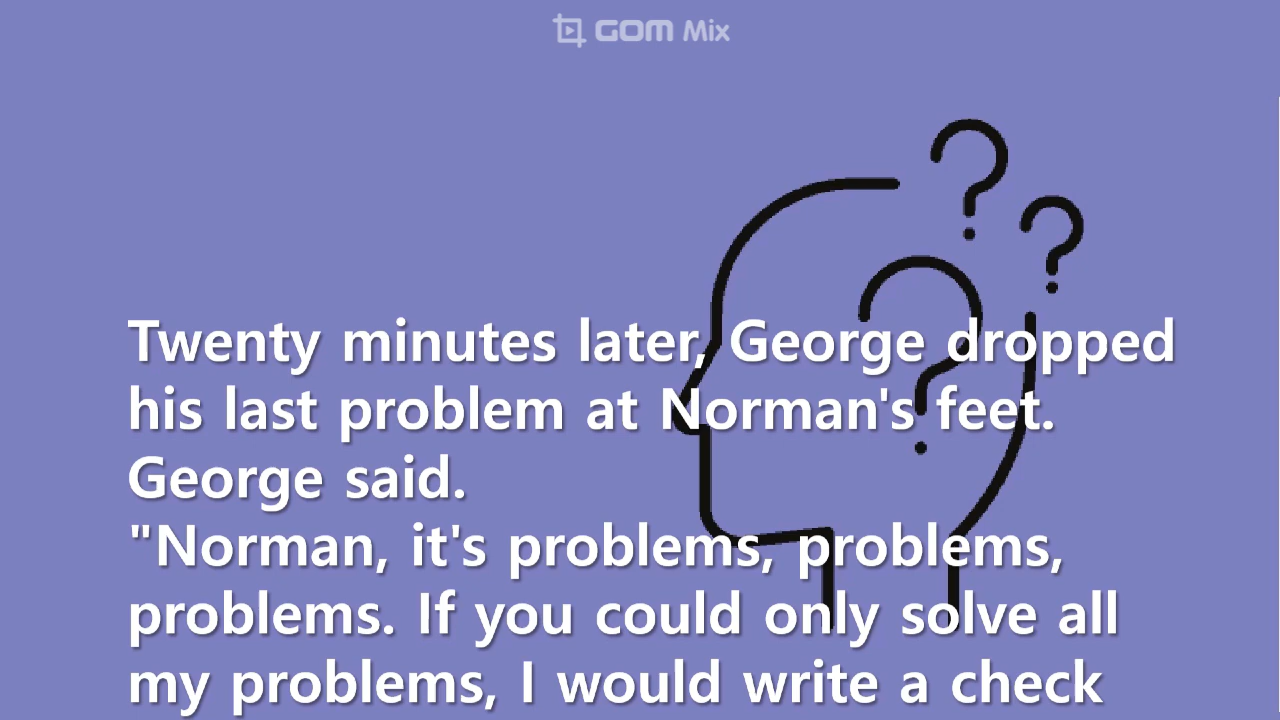 GOM Mix
Twenty minutes later, George dropped
his last problem at Norman's feet.
George said.
"Norman, it's problems, problems,
problems. If you could only solve all
my problems, I would write a check